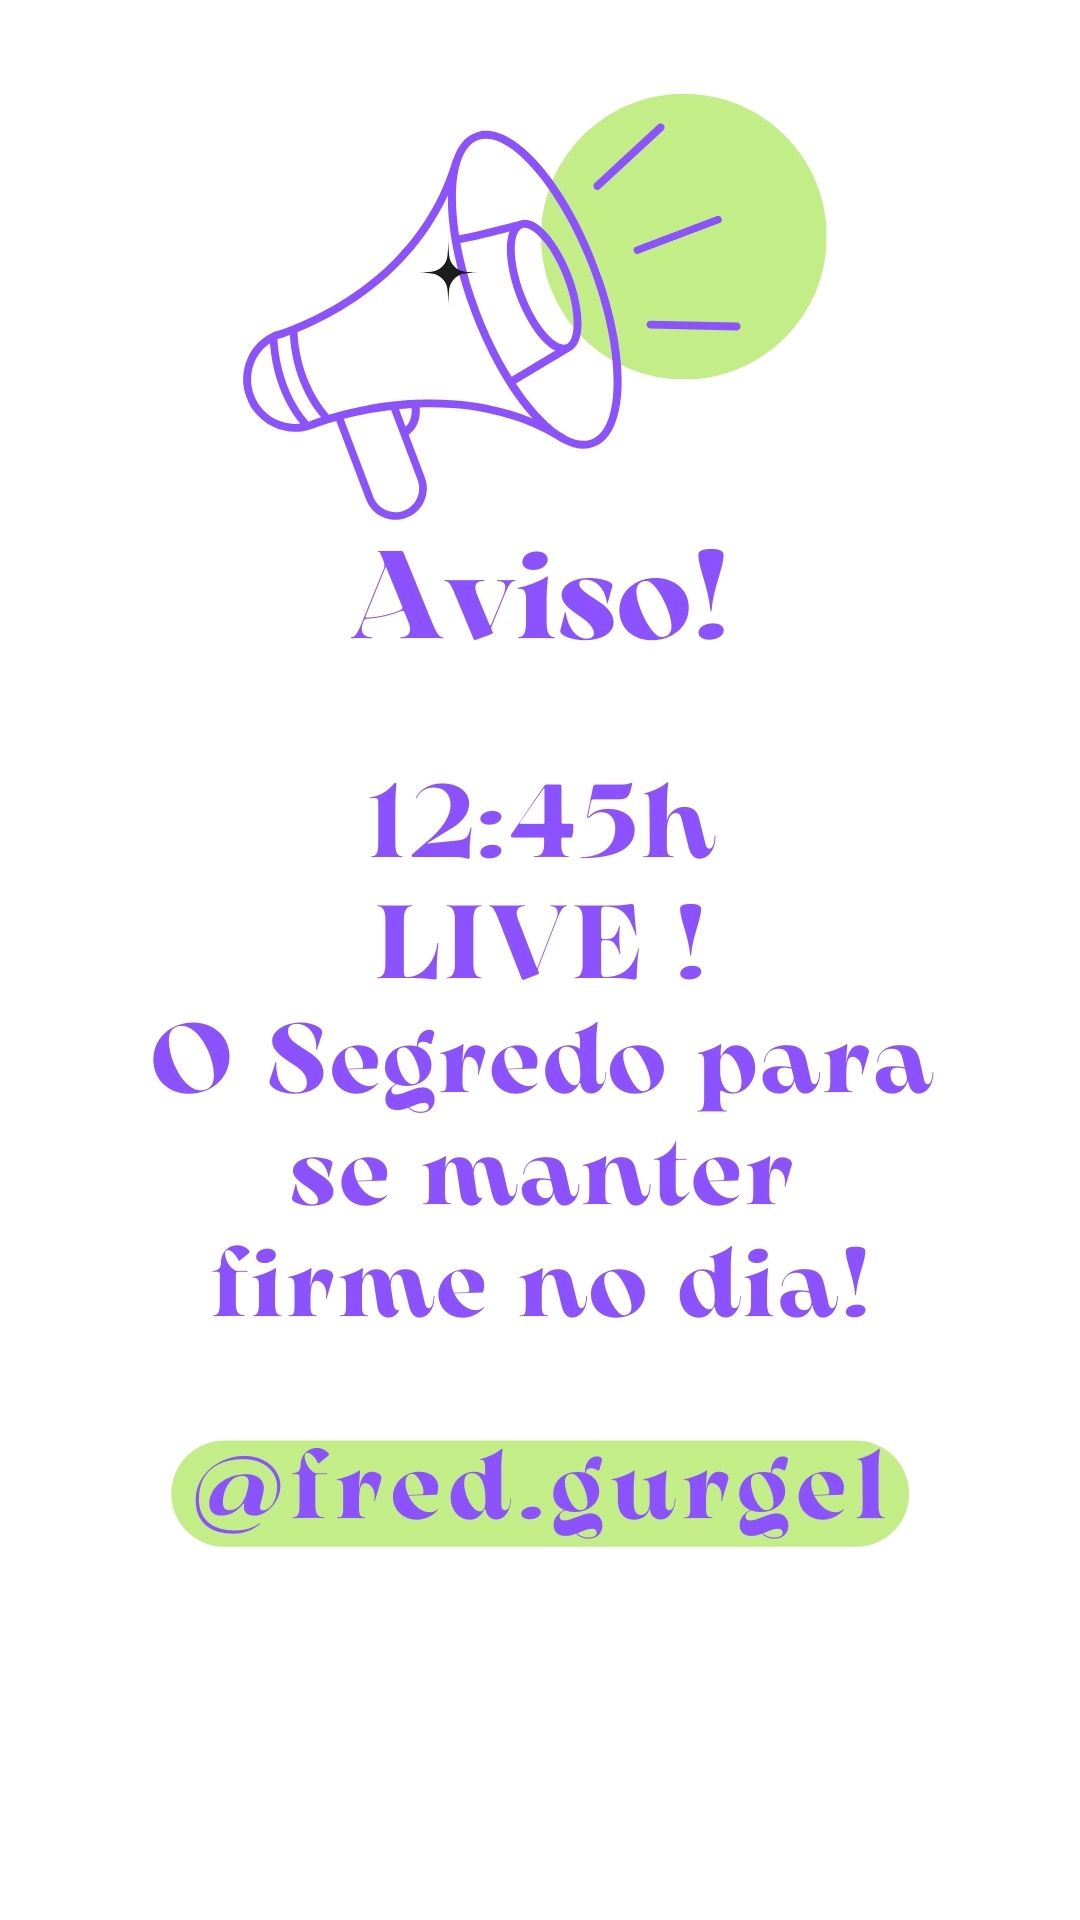 Aviso!
12:45h
LIVE !
O Segredo para
se manter
firme no dia!
@fred.gurgel